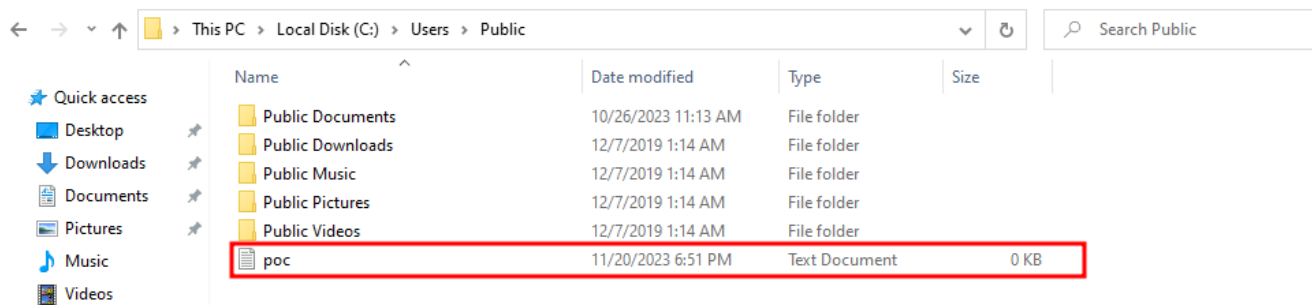 This PC > Local Disk (C:) > Users > Public
Search Public
Name Date modified Type Size
Quick access
Desktop
Downloads
Documents
Pictures
Music
Videos
Public Documents 10/26/2023 11:13 AM File folder
Public Downloads 12/7/2019 1:14 AM File folder
Public Music 12/7/2019 1:14 AM File folder
Public Pictures 12/7/2019 1:14 AM File folder
Public Videos 12/7/2019 1:14 AM File folder
poc 11/20/2023 6:51 PM Text Document 0 KB